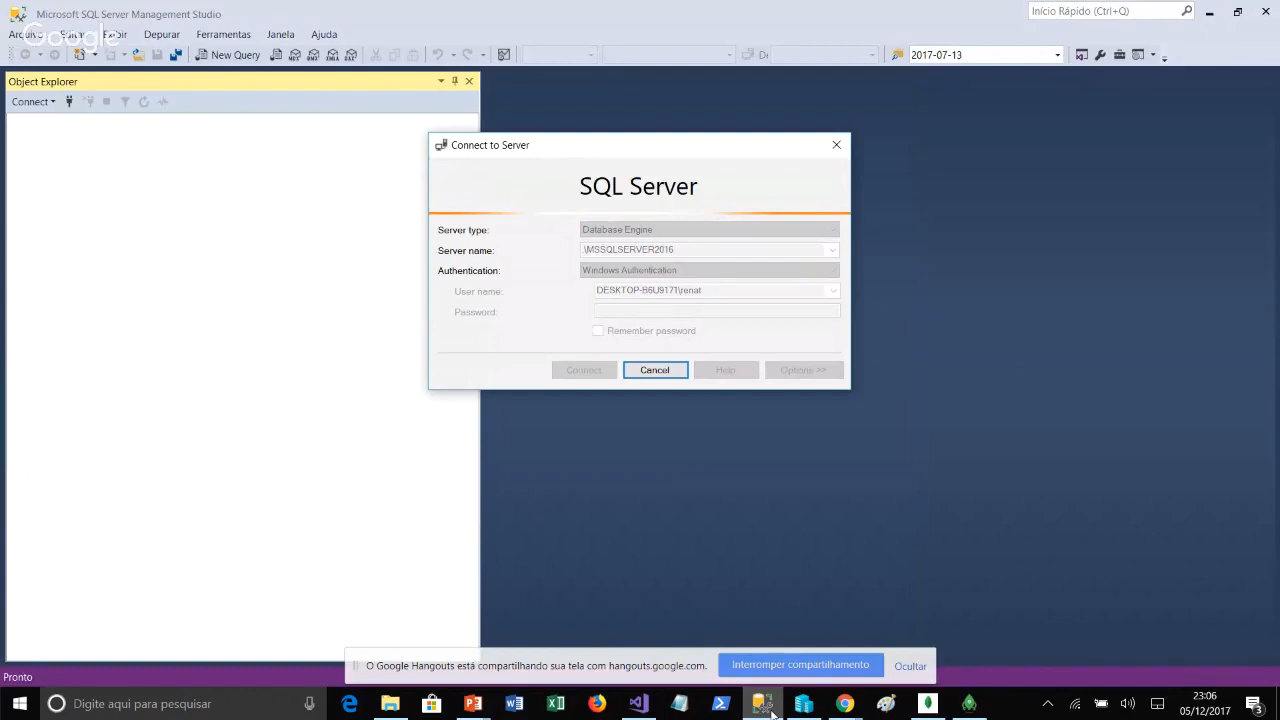 Microsoft SQL Server Management Studio
Início Rápido (Ctrl+Q)
Google
Depurar Ferramentas Janela Ajuda
New Query
2017-07-13
Object Explorer
Connect
Connect to Server
SQL Server
Server type: Database Engine
Server name: \MSSQLSERVER2016
Authentication: Windows Authentication
User name: DESKTOP-B6U9171\renat
Password:
Remember password
Connect Cancel Help Options >>
O Google Hangouts está compartilhando sua tela com hangouts.google.com. Interromper compartilhamento Ocultar
Pronto
Digite aqui para pesquisar
23:06
05/12/2017
3